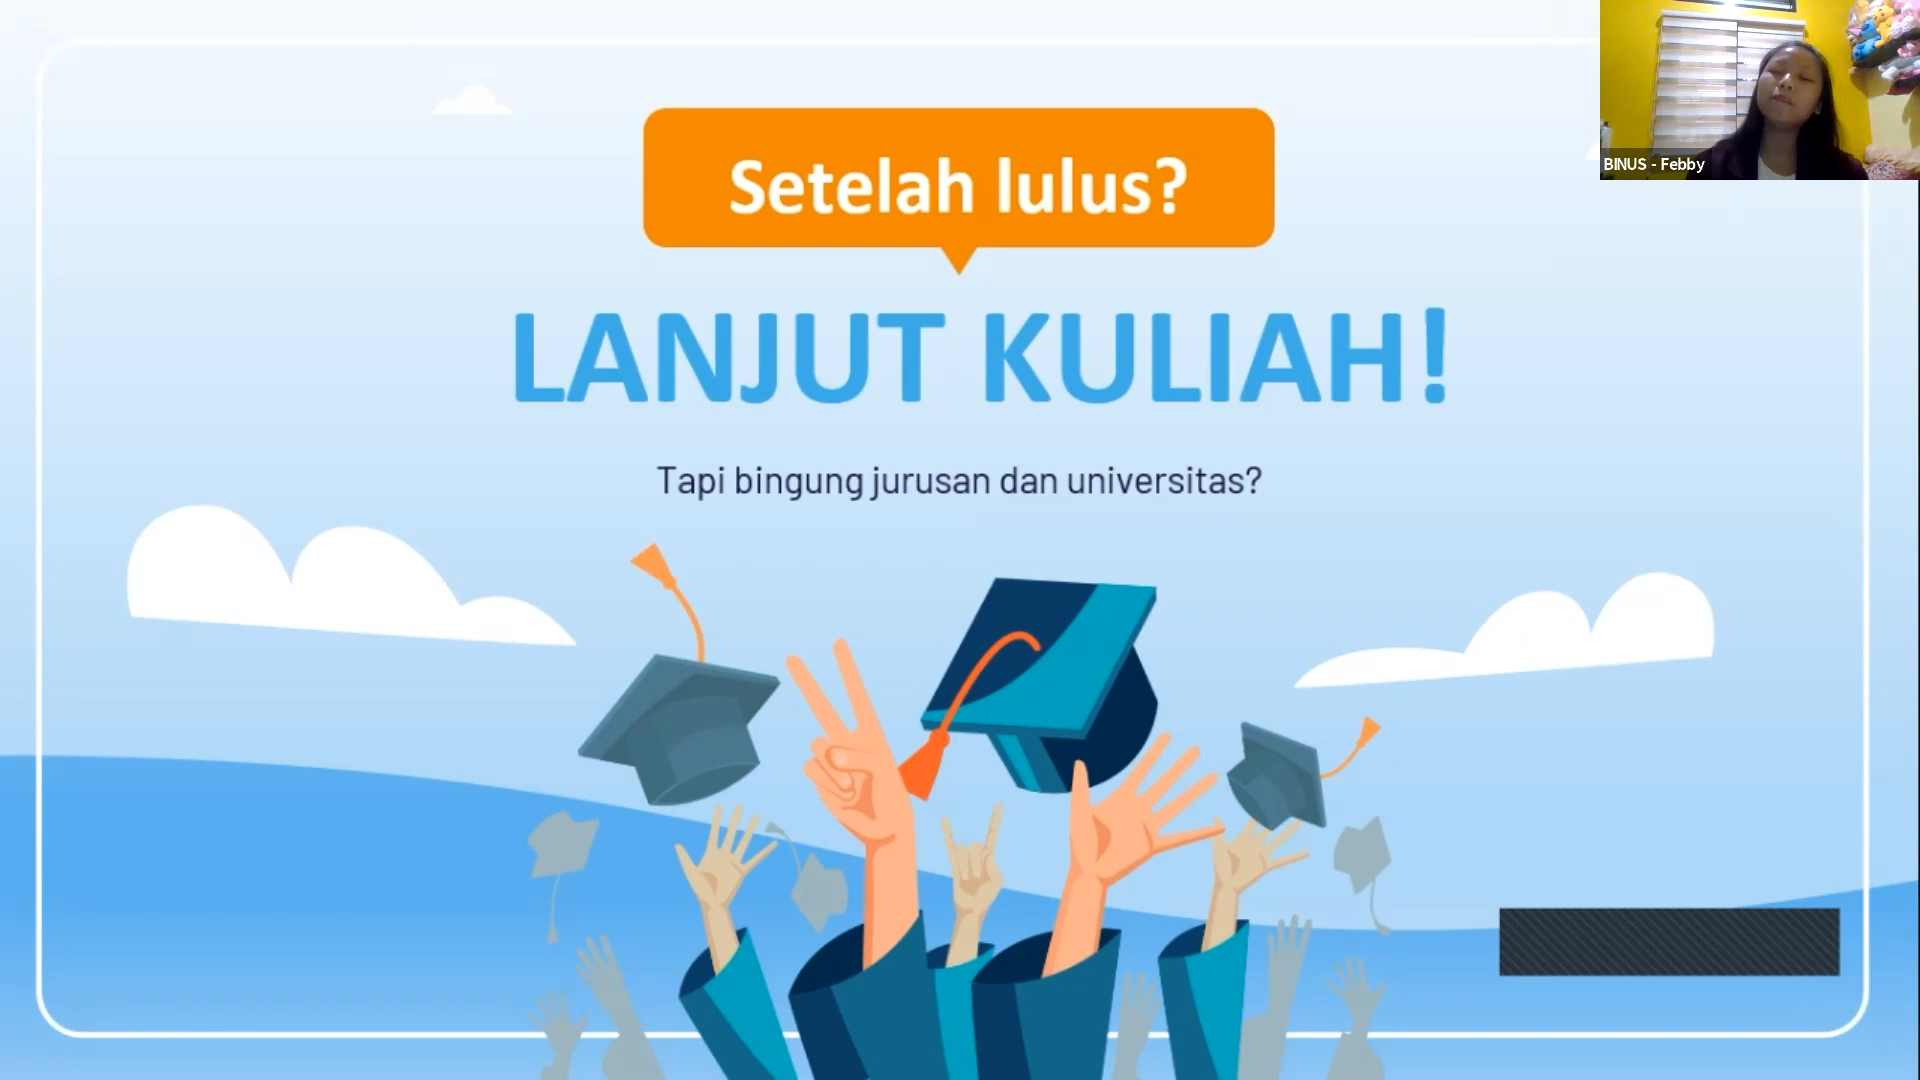 Setelah lulus?
LANJUT KULIAH!
Tapi bingung jurusan dan universitas?
BINUS - Febby